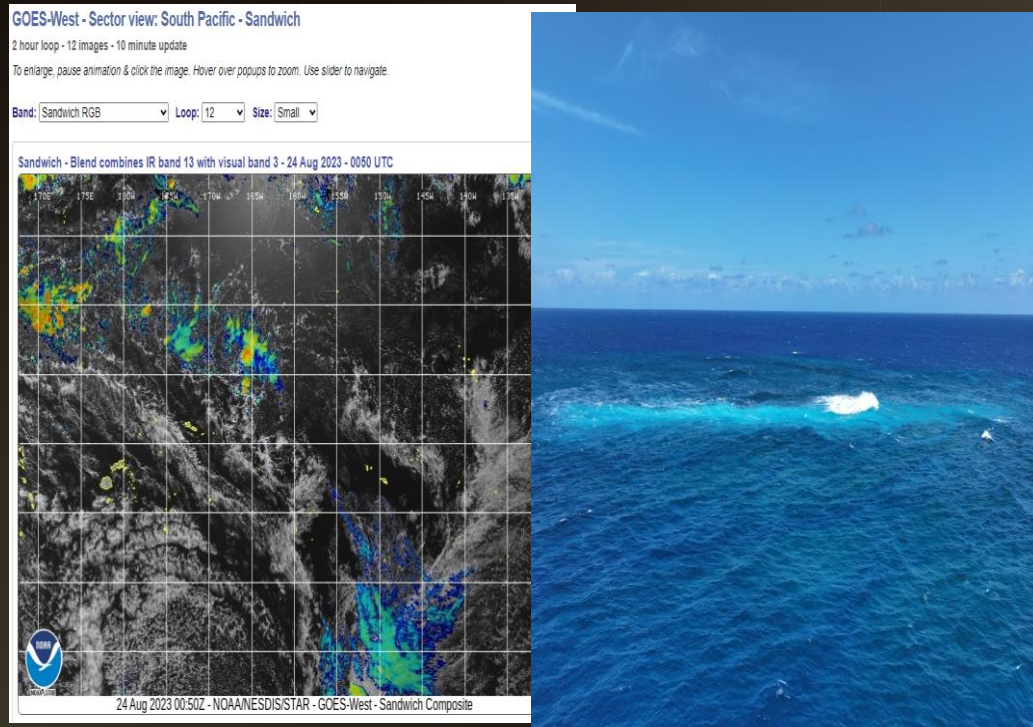 GOES-West - Sector view: South Pacific - Sandwich
2 hour loop - 12 images - 10 minute update
To enlarge, pause animation & click the image. Hover over popups to zoom. Use slider to navigate.
Band: Sandwich RGB Loop: 12 Size: Small
Sandwich - Blend combines IR band 13 with visual band 3 - 24 Aug 2023 - 0050 UTC
170E 175E 180W 175W 170W 165W 160W 155W 150W 145W 140W 135W
NOAA
24 Aug 2023 00:50Z - NOAA/NESDIS/STAR - GOES-West - Sandwich Composite